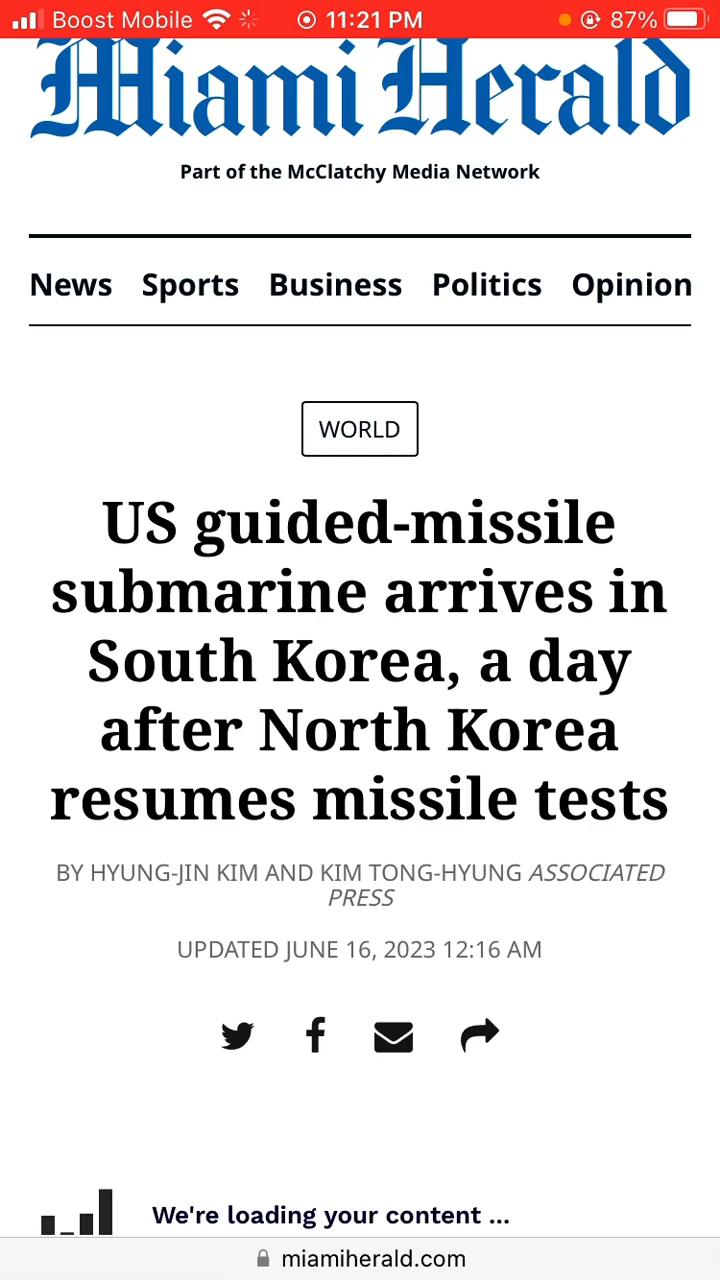 Boost Mobile 11:21 PM 87%
Miami Herald
Part of the McClatchy Media Network
News Sports Business Politics Opinion
WORLD
US guided-missile
submarine arrives in
South Korea, a day
after North Korea
resumes missile tests
BY HYUNG-JIN KIM AND KIM TONG-HYUNG ASSOCIATED
PRESS
UPDATED JUNE 16, 2023 12:16 AM
We're loading your content ...
miamiherald.com